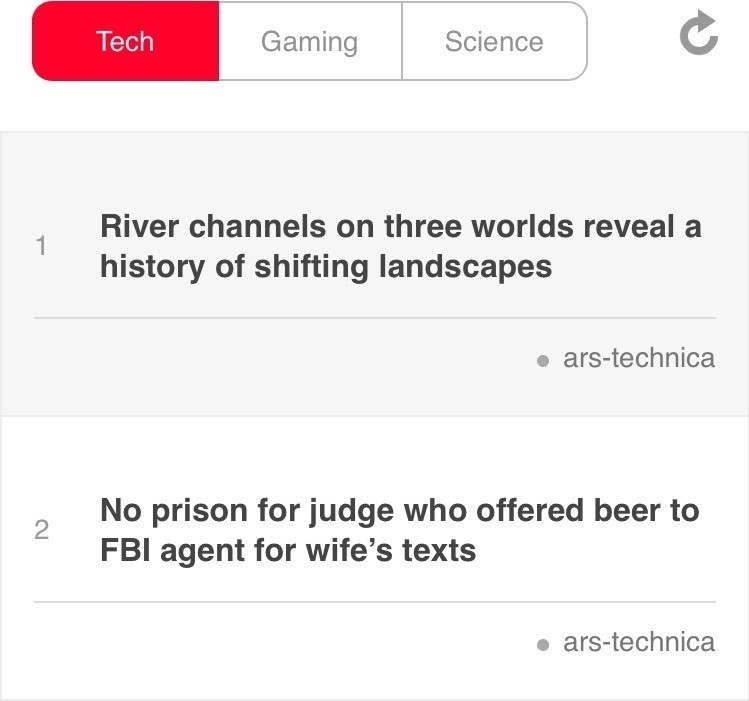 Tech Gaming Science
1
River channels on three worlds reveal a
history of shifting landscapes
ars-technica
2
No prison for judge who offered beer to
FBI agent for wife’s texts
ars-technica